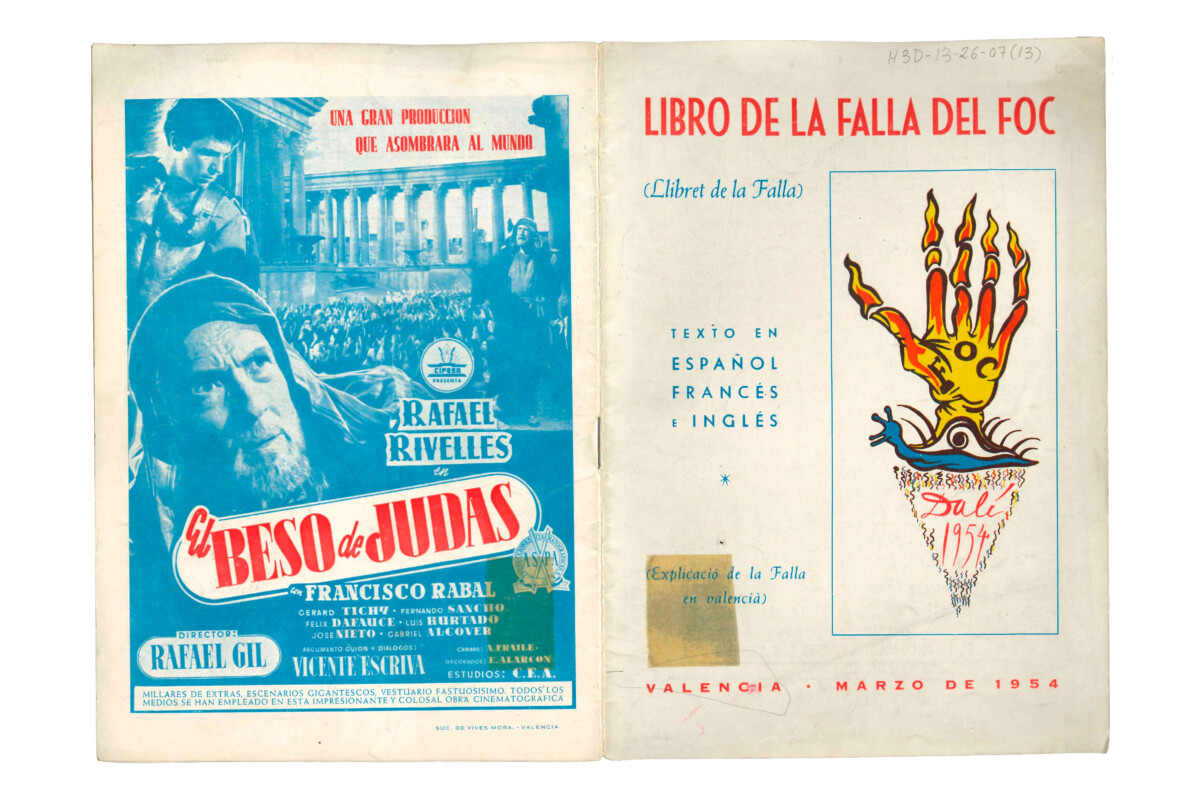 UNA GRAN PRODUCCION
QUE ASOMBRARA AL MUNDO
CIFESA
PRESENTA
RAFAEL
RIVELLES
en
El BESO de JUDAS
con FRANCISCO RABAL
GERARD TICHY · FERNANDO SANCHO
FELIX DAFAUCE · LUIS HURTADO
JOSE NIETO · GABRIEL ALCOVER
ASPA
DIRECTOR:
RAFAEL GIL
ARGUMENTO GUION Y DIALOGOS:
VICENTE ESCRIVA
CAMARA: A. FRAILE
DECORADOS: E. ALARCON
ESTUDIOS: C.E.A.
MILLARES DE EXTRAS, ESCENARIOS GIGANTESCOS, VESTUARIO FASTUOSISIMO. TODOS LOS
MEDIOS SE HAN EMPLEADO EN ESTA IMPRESIONANTE Y COLOSAL OBRA CINEMATOGRAFICA
SUC. DE VIVES MORA. - VALENCIA
H3D-13-26-07(13)
LIBRO DE LA FALLA DEL FOC
(Llibret de la Falla)
TEXTO EN
ESPAÑOL
FRANCÉS
E INGLÉS
*
(Explicació de la Falla
en valencià)
FOC
Dalí
1954
VALENCIA · MARZO DE 1954